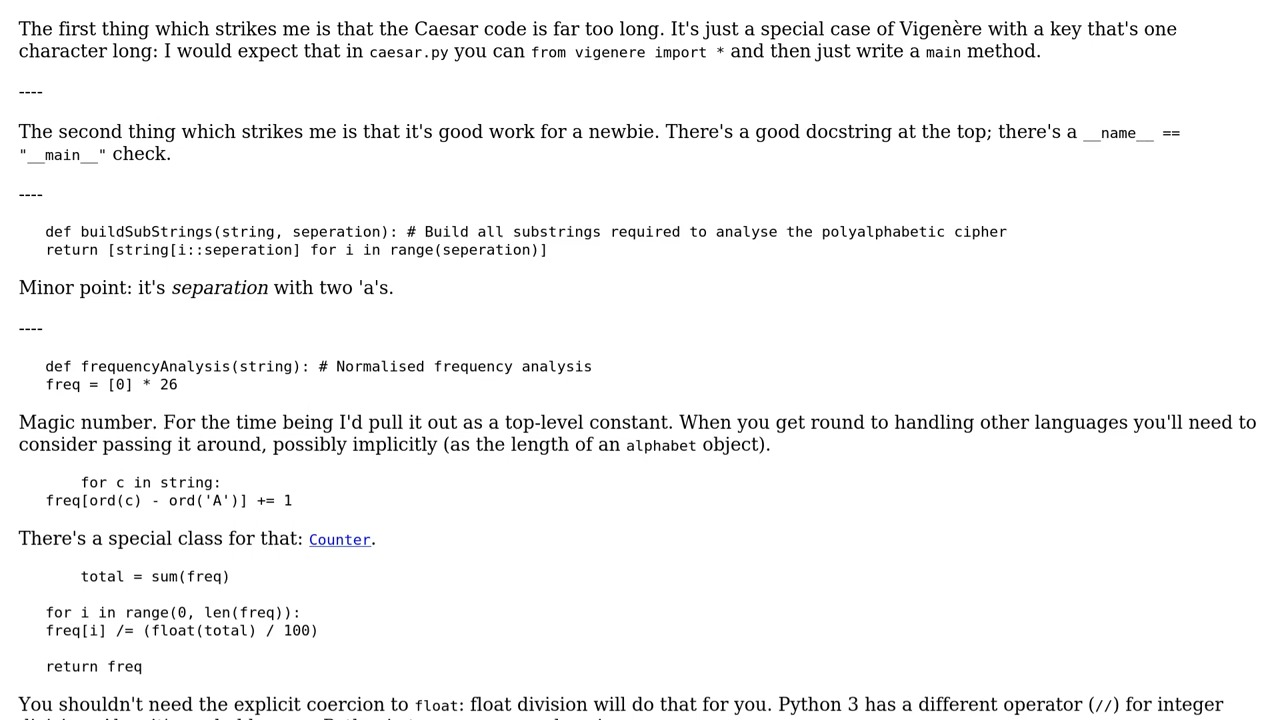 The first thing which strikes me is that the Caesar code is far too long. It's just a special case of Vigenère with a key that's one
character long: I would expect that in caesar.py you can from vigenere import * and then just write a main method.
----
The second thing which strikes me is that it's good work for a newbie. There's a good docstring at the top; there's a __name__ ==
"__main__" check.
----
def buildSubStrings(string, seperation): # Build all substrings required to analyse the polyalphabetic cipher
return [string[i::seperation] for i in range(seperation)]
Minor point: it's separation with two 'a's.
----
def frequencyAnalysis(string): # Normalised frequency analysis
freq = [0] * 26
Magic number. For the time being I'd pull it out as a top-level constant. When you get round to handling other languages you'll need to
consider passing it around, possibly implicitly (as the length of an alphabet object).
for c in string:
freq[ord(c) - ord('A')] += 1
There's a special class for that: Counter.
total = sum(freq)
for i in range(0, len(freq)):
freq[i] /= (float(total) / 100)
return freq
You shouldn't need the explicit coercion to float: float division will do that for you. Python 3 has a different operator (//) for integer